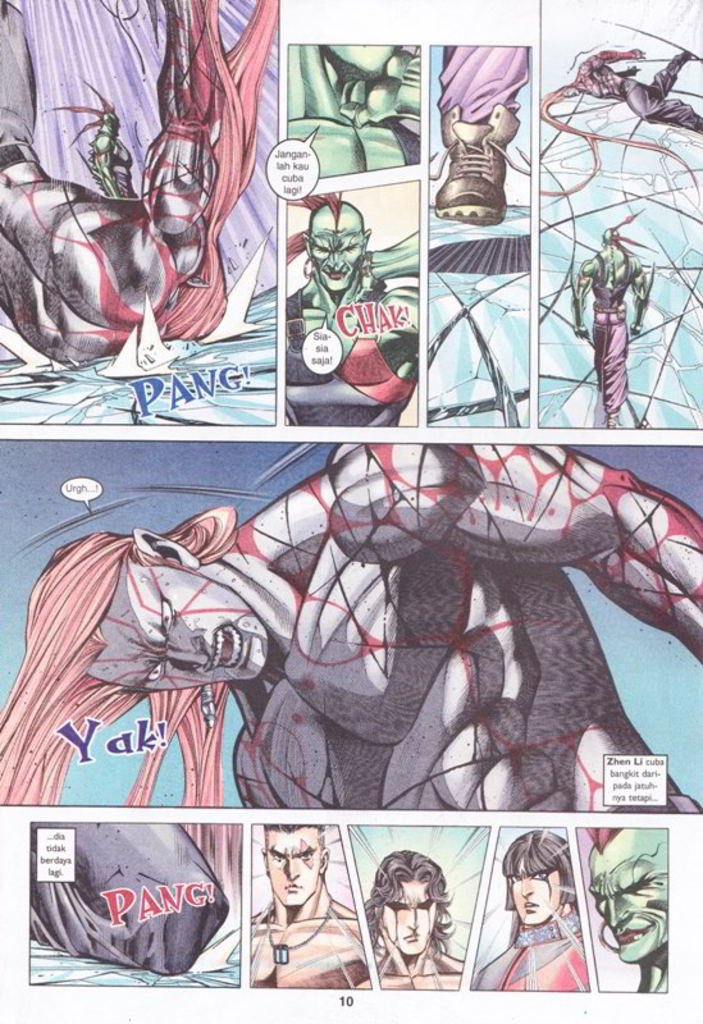 PANG!
Jangan-
lah kau
cuba
lagi!
CHAK!
Sia-
sia
saja!
Urgh...!
Yak!
Zhen Li cuba
bangkit dari-
pada jatuh-
nya tetapi...
...dia
tidak
berdaya
lagi.
PANG!
10